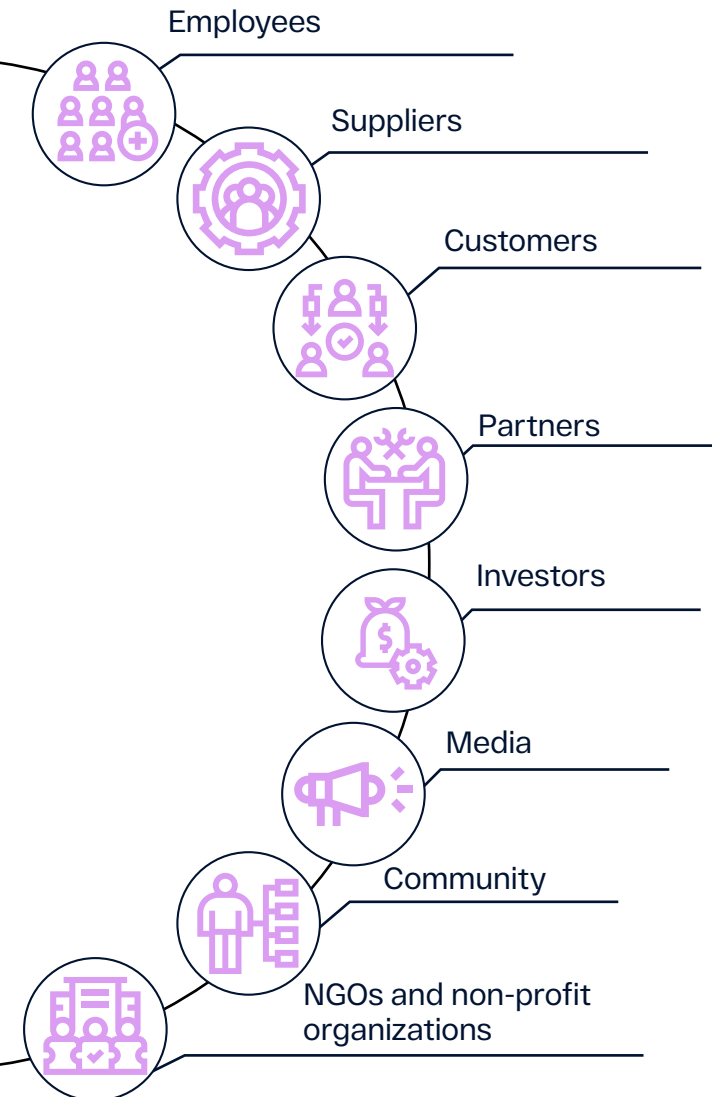 Employees
Suppliers
Customers
Partners
Investors
$
Media
Community
NGOs and non-profit
organizations